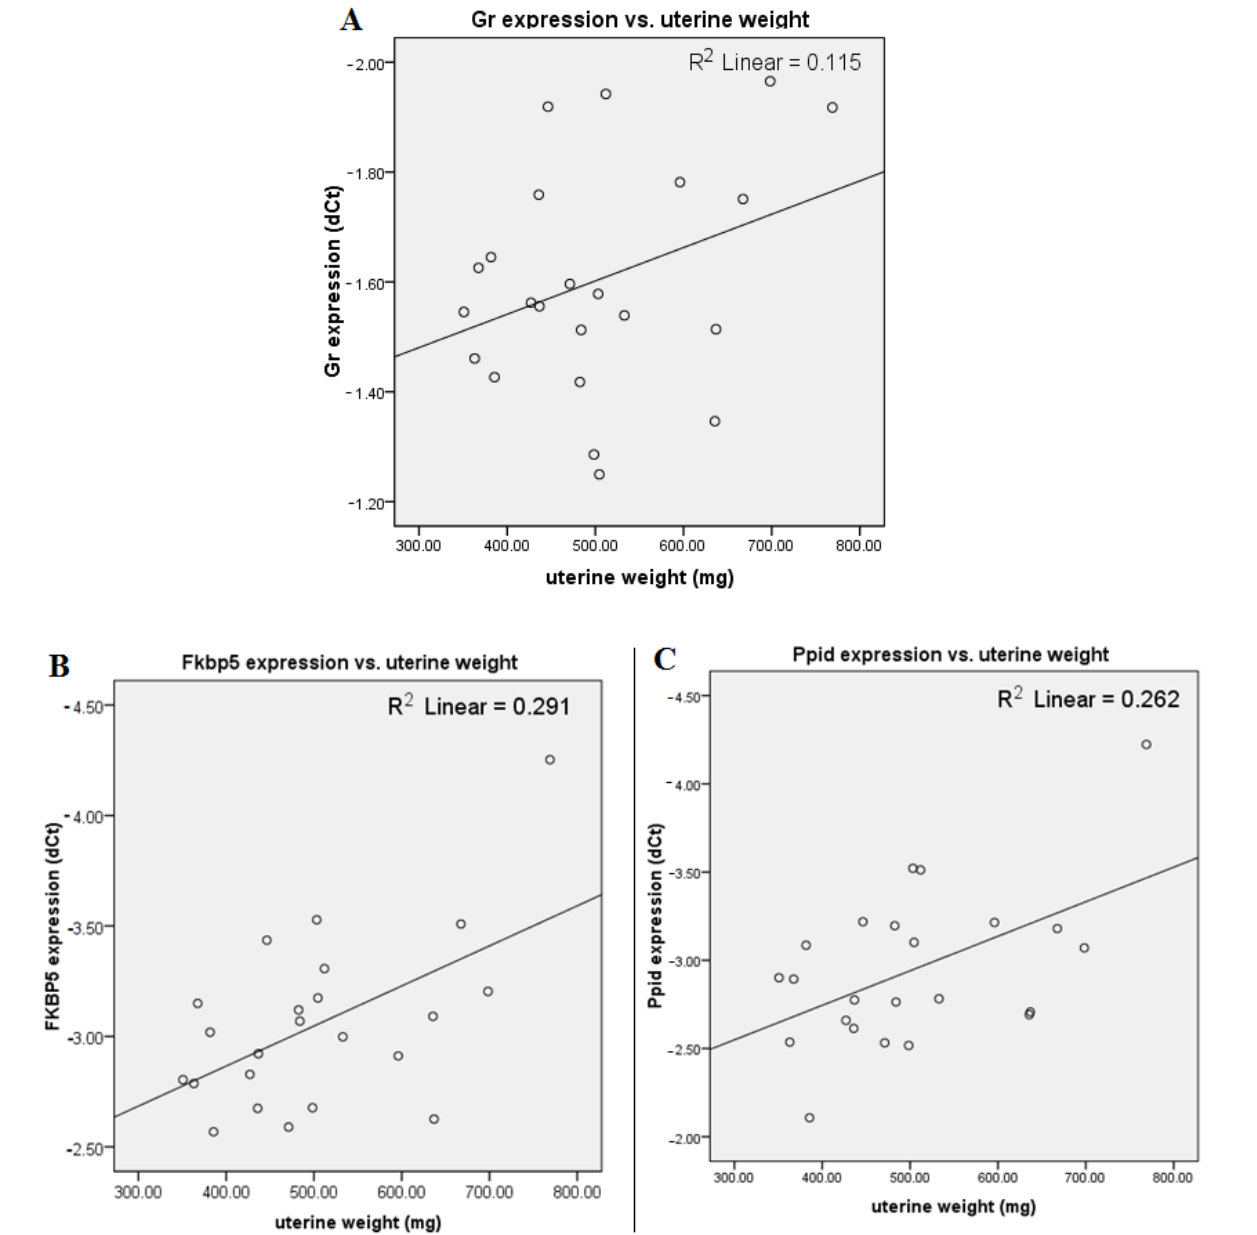 A
Gr expression vs. uterine weight
R2 Linear = 0.115
-2.00
-1.80
-1.60
-1.40
-1.20
Gr expression (dCt)
300.00 400.00 500.00 600.00 700.00 800.00
uterine weight (mg)
B
Fkbp5 expression vs. uterine weight
R2 Linear = 0.291
-4.50
-4.00
-3.50
-3.00
-2.50
FKBP5 expression (dCt)
300.00 400.00 500.00 600.00 700.00 800.00
uterine weight (mg)
C
Ppid expression vs. uterine weight
R2 Linear = 0.262
-4.50
-4.00
-3.50
-3.00
-2.50
-2.00
Ppid expression (dCt)
300.00 400.00 500.00 600.00 700.00 800.00
uterine weight (mg)